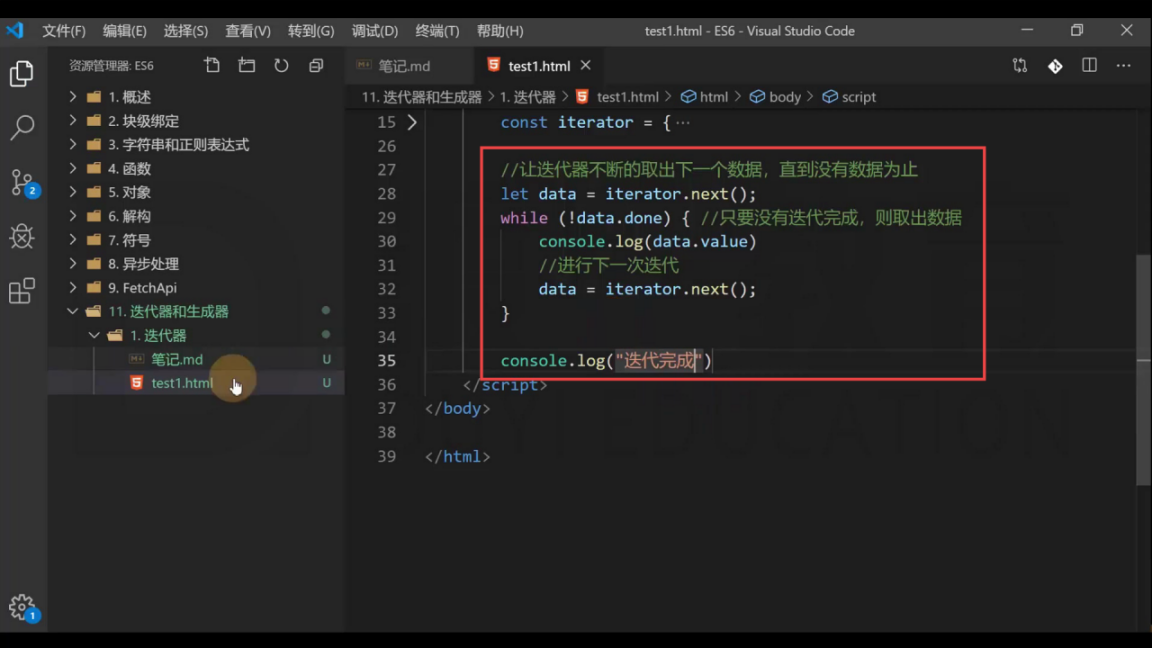 文件(F) 编辑(E) 选择(S) 查看(V) 转到(G) 调试(D) 终端(T) 帮助(H) test1.html - ES6 - Visual Studio Code
资源管理器: ES6
笔记.md
test1.html
11. 迭代器和生成器 > 1. 迭代器 > test1.html > html > body > script
1. 概述
2. 块级绑定
3. 字符串和正则表达式
4. 函数
5. 对象
6. 解构
7. 符号
8. 异步处理
9. FetchApi
11. 迭代器和生成器
1. 迭代器
笔记.md U
test1.html U
2
1
15 const iterator = { ···
26
27 //让迭代器不断的取出下一个数据，直到没有数据为止
28 let data = iterator.next();
29 while (!data.done) { //只要没有迭代完成，则取出数据
30 console.log(data.value)
31 //进行下一次迭代
32 data = iterator.next();
33 }
34
35 console.log("迭代完成")
36 </script>
37 </body>
38
39 </html>